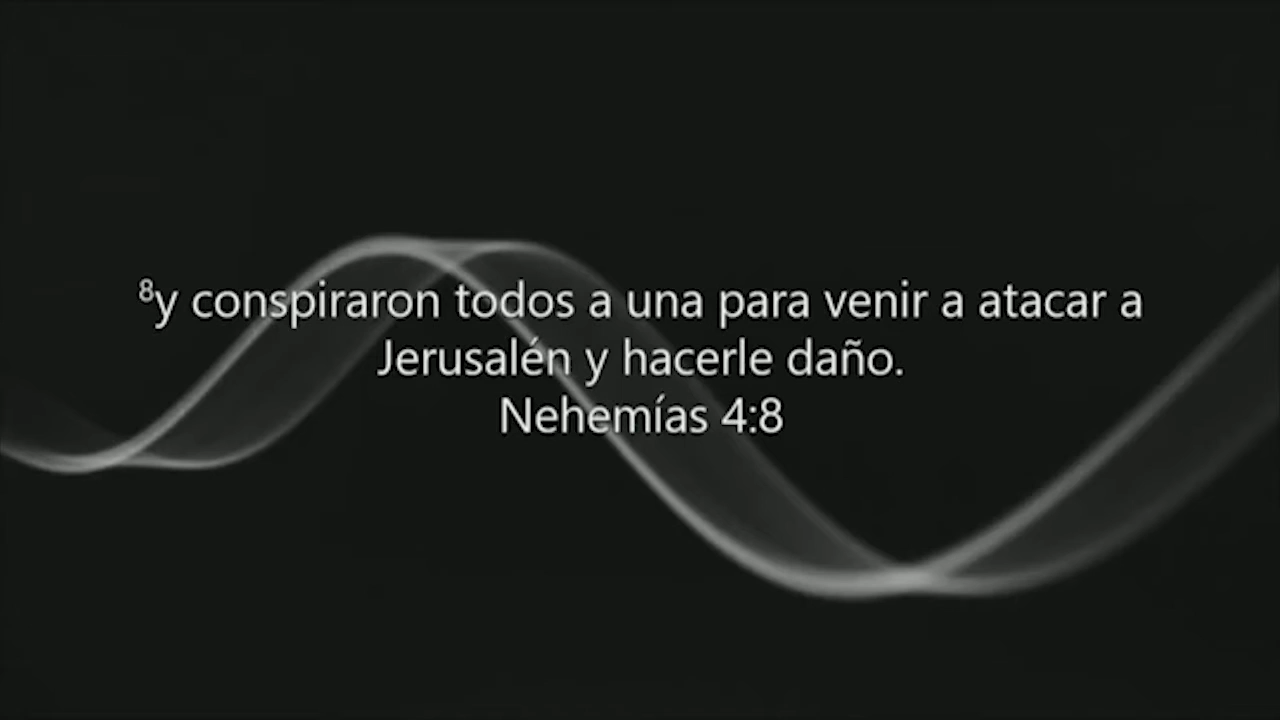 ⁸y conspiraron todos a una para venir a atacar a
Jerusalén y hacerle daño.
Nehemías 4:8